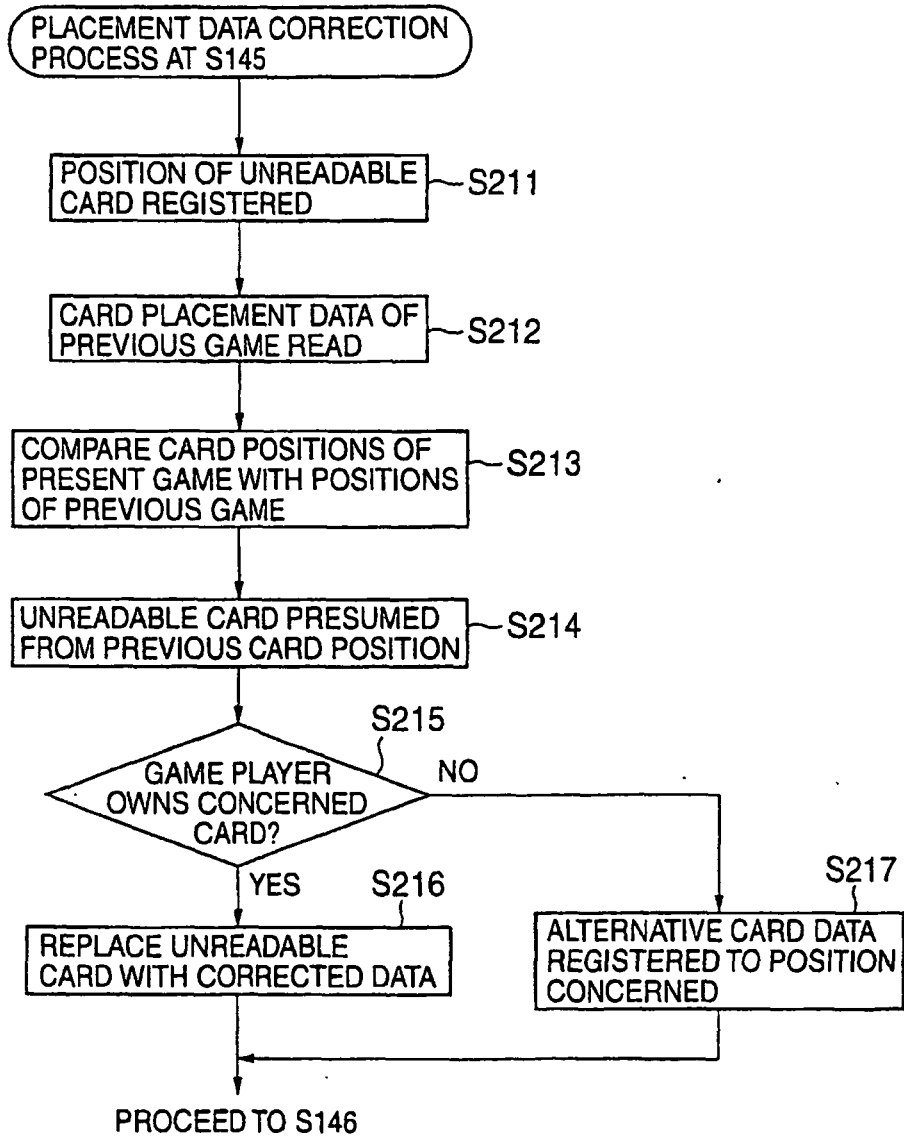 PLACEMENT DATA CORRECTION
PROCESS AT S145
POSITION OF UNREADABLE
CARD REGISTERED
S211
CARD PLACEMENT DATA OF
PREVIOUS GAME READ
S212
COMPARE CARD POSITIONS OF
PRESENT GAME WITH POSITIONS
OF PREVIOUS GAME
S213
UNREADABLE CARD PRESUMED
FROM PREVIOUS CARD POSITION
S214
S215
GAME PLAYER
OWNS CONCERNED
CARD?
NO
YES
S216
REPLACE UNREADABLE
CARD WITH CORRECTED DATA
S217
ALTERNATIVE CARD DATA
REGISTERED TO POSITION
CONCERNED
PROCEED TO S146